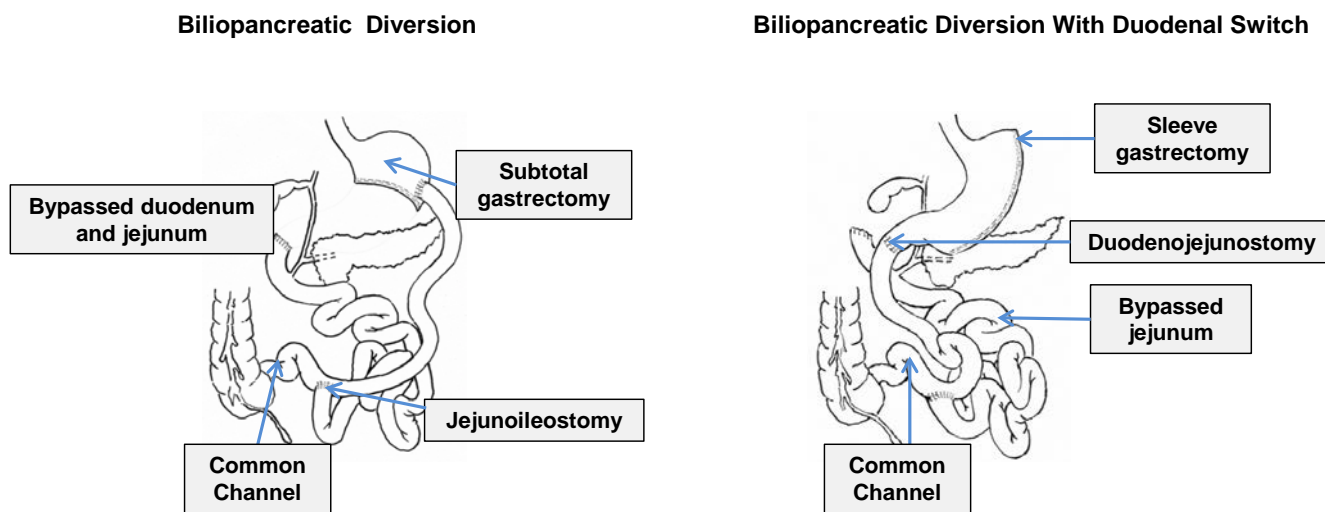 Biliopancreatic Diversion
Biliopancreatic Diversion With Duodenal Switch
Bypassed duodenum
and jejunum
Subtotal
gastrectomy
Jejunoileostomy
Common
Channel
Sleeve
gastrectomy
Duodenojejunostomy
Bypassed
jejunum
Common
Channel